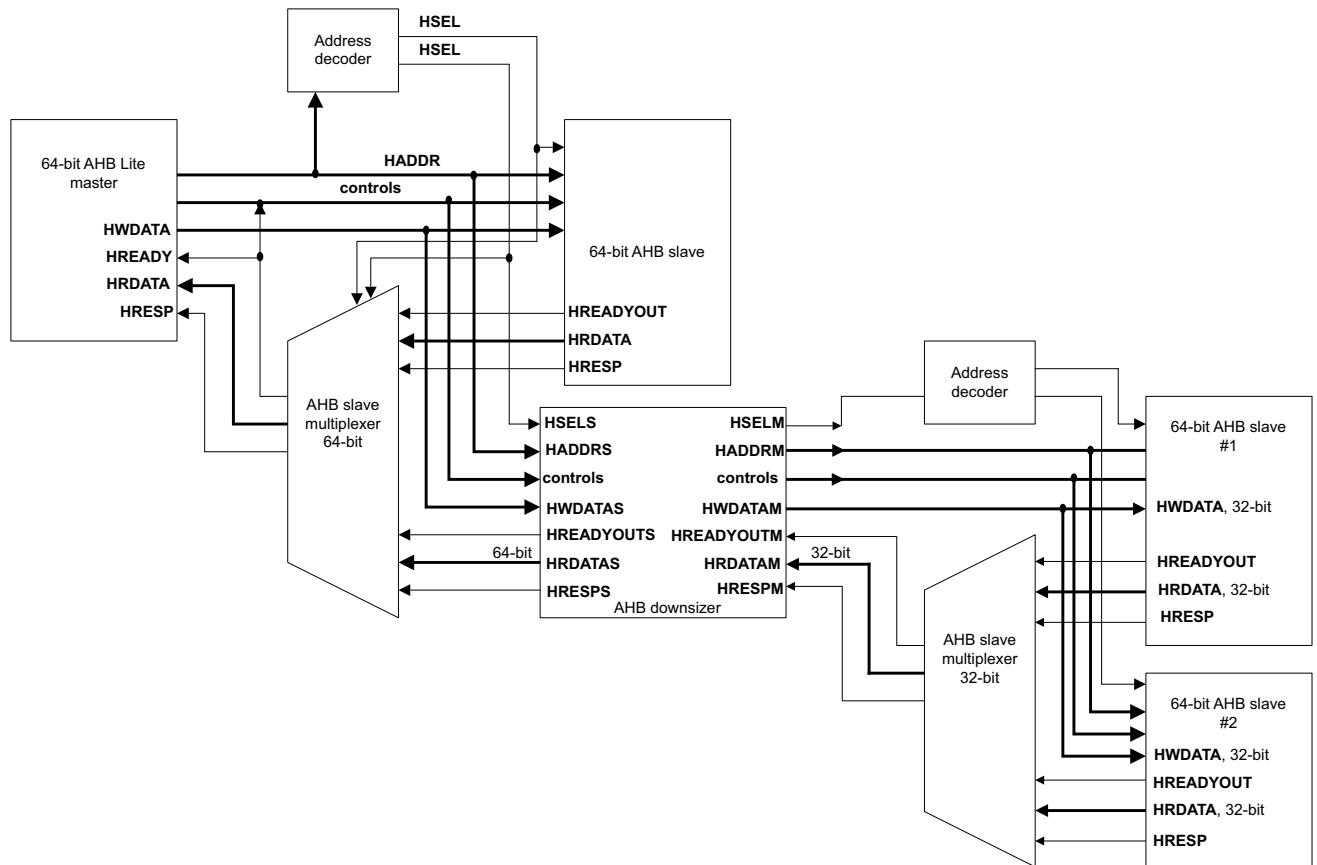 Address
decoder
HSEL
HSEL
64-bit AHB Lite
master
HADDR
controls
HWDATA
HREADY
HRDATA
HRESP
64-bit AHB slave
HREADYOUT
HRDATA
HRESP
AHB slave
multiplexer
64-bit
HSELS
HADDRS
controls
HWDATAS
HREADYOUTS
64-bit
HRDATAS
HRESPS
HSELM
HADDRM
controls
HWDATAM
HREADYOUTM
HRDATAM
32-bit
HRESPM
AHB downsizer
Address
decoder
64-bit AHB slave
#1
HWDATA, 32-bit
HREADYOUT
HRDATA, 32-bit
HRESP
AHB slave
multiplexer
32-bit
64-bit AHB slave
#2
HWDATA, 32-bit
HREADYOUT
HRDATA, 32-bit
HRESP